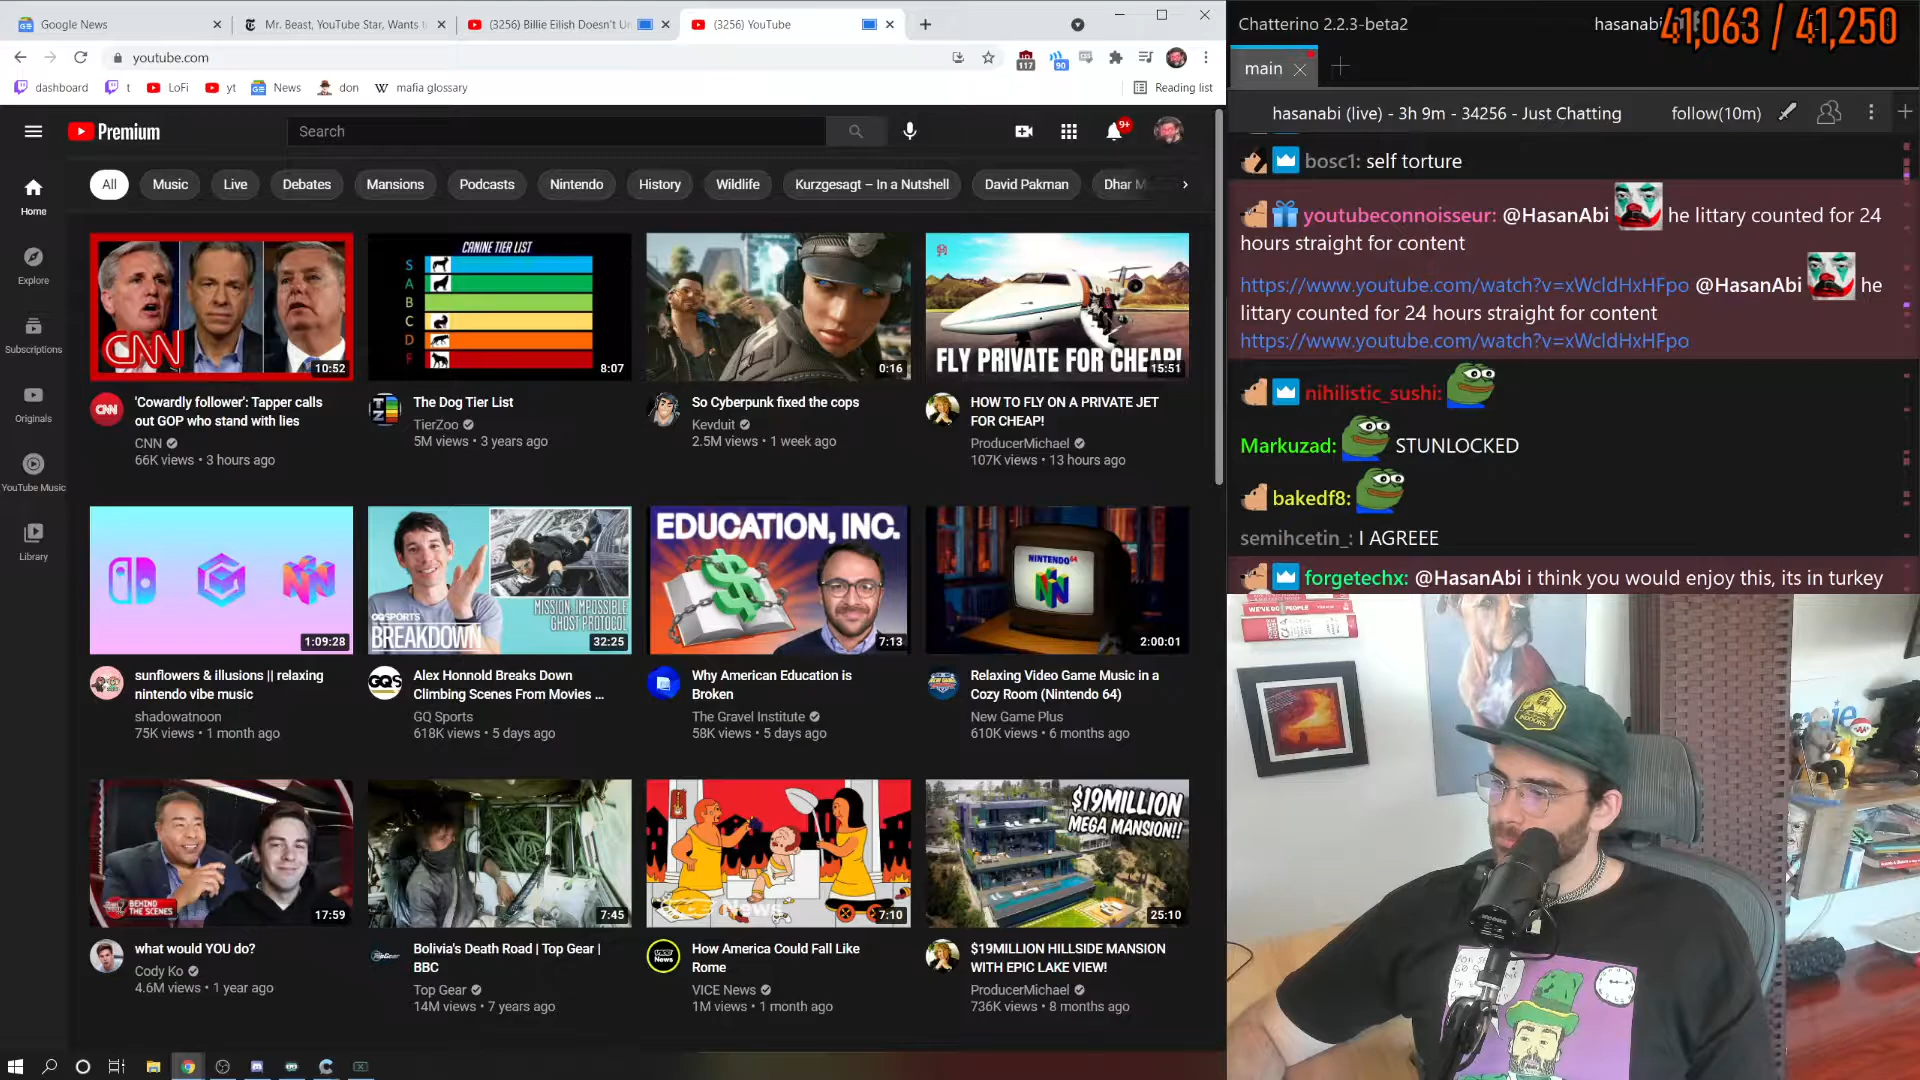 Google News
Mr. Beast, YouTube Star, Wants t
(3256) Billie Eilish Doesn't Un
(3256) YouTube
youtube.com
117
90
dashboard
t
LoFi
yt
News
don
mafia glossary
Reading list
Premium
Search
9+
All
Music
Live
Debates
Mansions
Podcasts
Nintendo
History
Wildlife
Kurzgesagt – In a Nutshell
David Pakman
Dhar M
Home
Explore
Subscriptions
Originals
YouTube Music
Library
CNN
10:52
'Cowardly follower': Tapper calls
out GOP who stand with lies
CNN
66K views • 3 hours ago
CANINE TIER LIST
S
A
B
C
D
F
8:07
The Dog Tier List
TierZoo
5M views • 3 years ago
0:16
So Cyberpunk fixed the cops
Kevduit
2.5M views • 1 week ago
FLY PRIVATE FOR CHEAP!
15:51
HOW TO FLY ON A PRIVATE JET
FOR CHEAP!
ProducerMichael
107K views • 13 hours ago
1:09:28
sunflowers & illusions || relaxing
nintendo vibe music
shadowatnoon
75K views • 1 month ago
GQSPORTS
BREAKDOWN
MISSION IMPOSSIBLE
GHOST PROTOCOL
32:25
GQS
Alex Honnold Breaks Down
Climbing Scenes From Movies ...
GQ Sports
618K views • 5 days ago
EDUCATION, INC.
7:13
Why American Education is
Broken
The Gravel Institute
58K views • 5 days ago
NINTENDO 64
2:00:01
Relaxing Video Game Music in a
Cozy Room (Nintendo 64)
New Game Plus
610K views • 6 months ago
BEHIND
THE SCENES
17:59
what would YOU do?
Cody Ko
4.6M views • 1 year ago
7:45
Bolivia's Death Road | Top Gear |
BBC
Top Gear
14M views • 7 years ago
News
7:10
How America Could Fall Like
Rome
VICE News
1M views • 1 month ago
$19MILLION
MEGA MANSION!!
25:10
$19MILLION HILLSIDE MANSION
WITH EPIC LAKE VIEW!
ProducerMichael
736K views • 8 months ago
Chatterino 2.2.3-beta2
hasanabi
41,063 / 41,250
main
hasanabi (live) - 3h 9m - 34256 - Just Chatting
follow(10m)
bosc1: self torture
youtubeconnoisseur: @HasanAbi he littary counted for 24
hours straight for content
https://www.youtube.com/watch?v=xWcldHxHFpo @HasanAbi he
littary counted for 24 hours straight for content
https://www.youtube.com/watch?v=xWcldHxHFpo
nihilistic_sushi:
Markuzad: STUNLOCKED
bakedf8:
semihcetin_: I AGREEE
forgetechx: @HasanAbi i think you would enjoy this, its in turkey